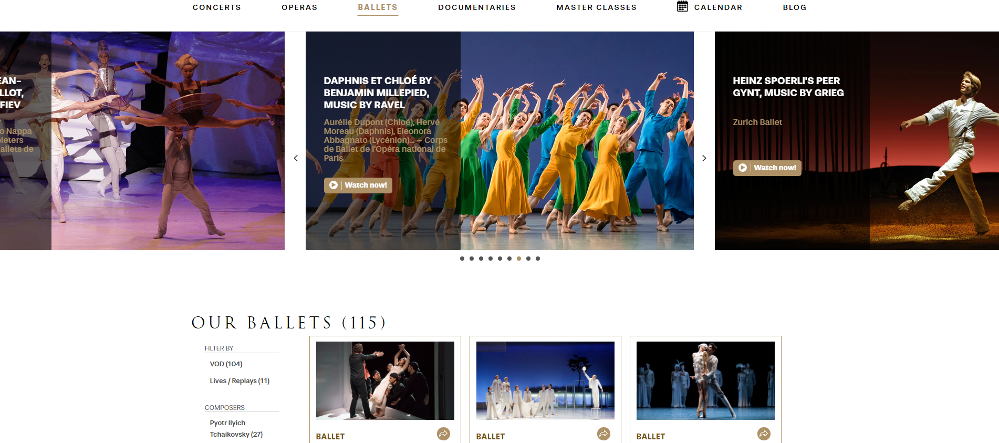 CONCERTS
OPERAS
BALLETS
DOCUMENTARIES
MASTER CLASSES
CALENDAR
BLOG
EAN-
LLOT,
FIEV
o Nappa
ieters
allets de
DAPHNIS ET CHLOÉ BY
BENJAMIN MILLEPIED,
MUSIC BY RAVEL
Aurélie Dupont (Chloé), Hervé
Moreau (Daphnis), Eleonora
Abbagnato (Lycénion)... – Corps
de Ballet de l'Opéra national de
Paris
Watch now!
HEINZ SPOERLI'S PEER
GYNT, MUSIC BY GRIEG
Zurich Ballet
Watch now!
OUR BALLETS (115)
FILTER BY
VOD (104)
Lives / Replays (11)
COMPOSERS
Pyotr Ilyich
Tchaikovsky (27)
BALLET
BALLET
BALLET